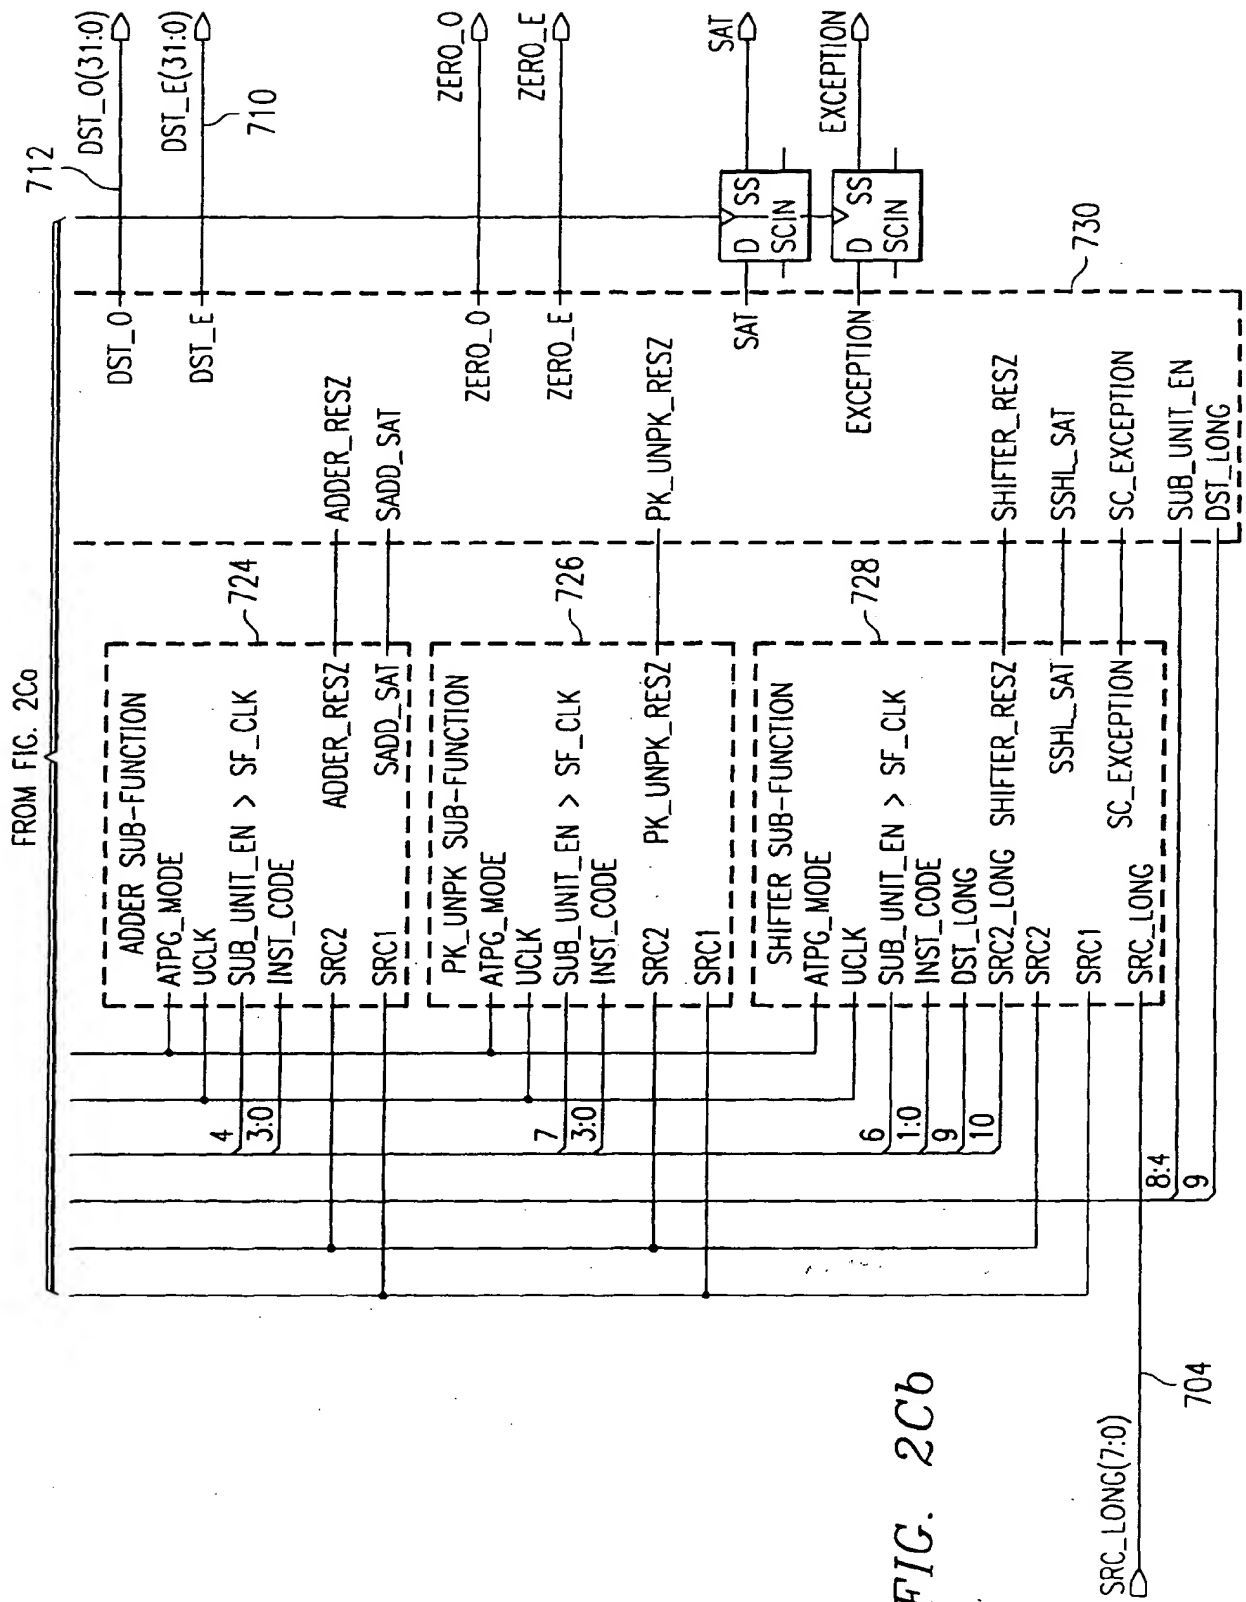 FROM FIG. 2Ca
712
DST_O(31:0)
DST_E(31:0)
710
ZERO_O
ZERO_E
SAT
EXCEPTION
D SS
SCIN
D SS
SCIN
730
DST_O
DST_E
ZERO_O
ZERO_E
SAT
EXCEPTION
ADDER_RESZ
SADD_SAT
PK_UNPK_RESZ
SHIFTER_RESZ
SSHL_SAT
SC_EXCEPTION
SUB_UNIT_EN
DST_LONG
724
ADDER SUB-FUNCTION
ATPG_MODE
UCLK
SUB_UNIT_EN > SF_CLK
INST_CODE
SRC2
SRC1
ADDER_RESZ
SADD_SAT
4
3:0
726
PK_UNPK SUB-FUNCTION
ATPG_MODE
UCLK
SUB_UNIT_EN > SF_CLK
INST_CODE
SRC2
SRC1
PK_UNPK_RESZ
7
3:0
728
SHIFTER SUB-FUNCTION
ATPG_MODE
UCLK
SUB_UNIT_EN > SF_CLK
INST_CODE
DST_LONG
SRC2_LONG SHIFTER_RESZ
SRC2
SSHL_SAT
SRC1
SC_EXCEPTION
SRC_LONG
6
1:0
9
10
8:4
9
704
SRC_LONG(7:0)
FIG. 2Cb